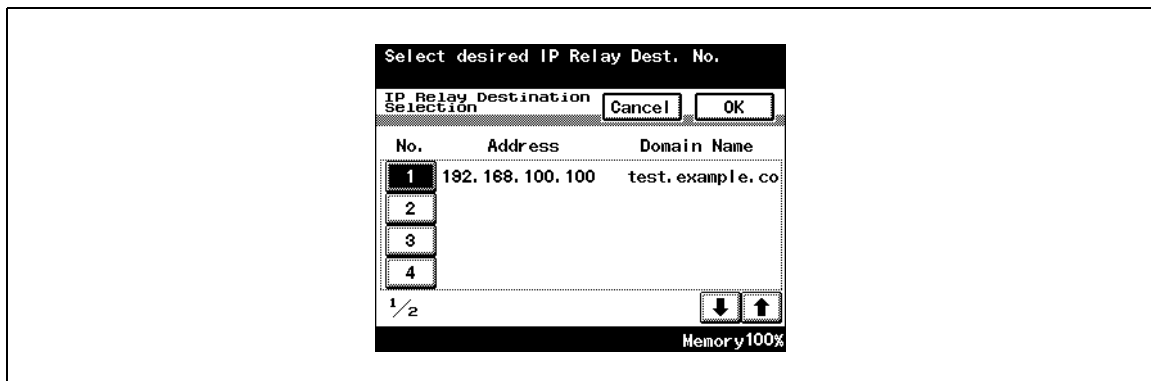 Select desired IP Relay Dest. No.
IP Relay Destination
Selection
Cancel OK
No. Address Domain Name
1 192.168.100.100 test.example.co
2
3
4
1/2
Memory100%